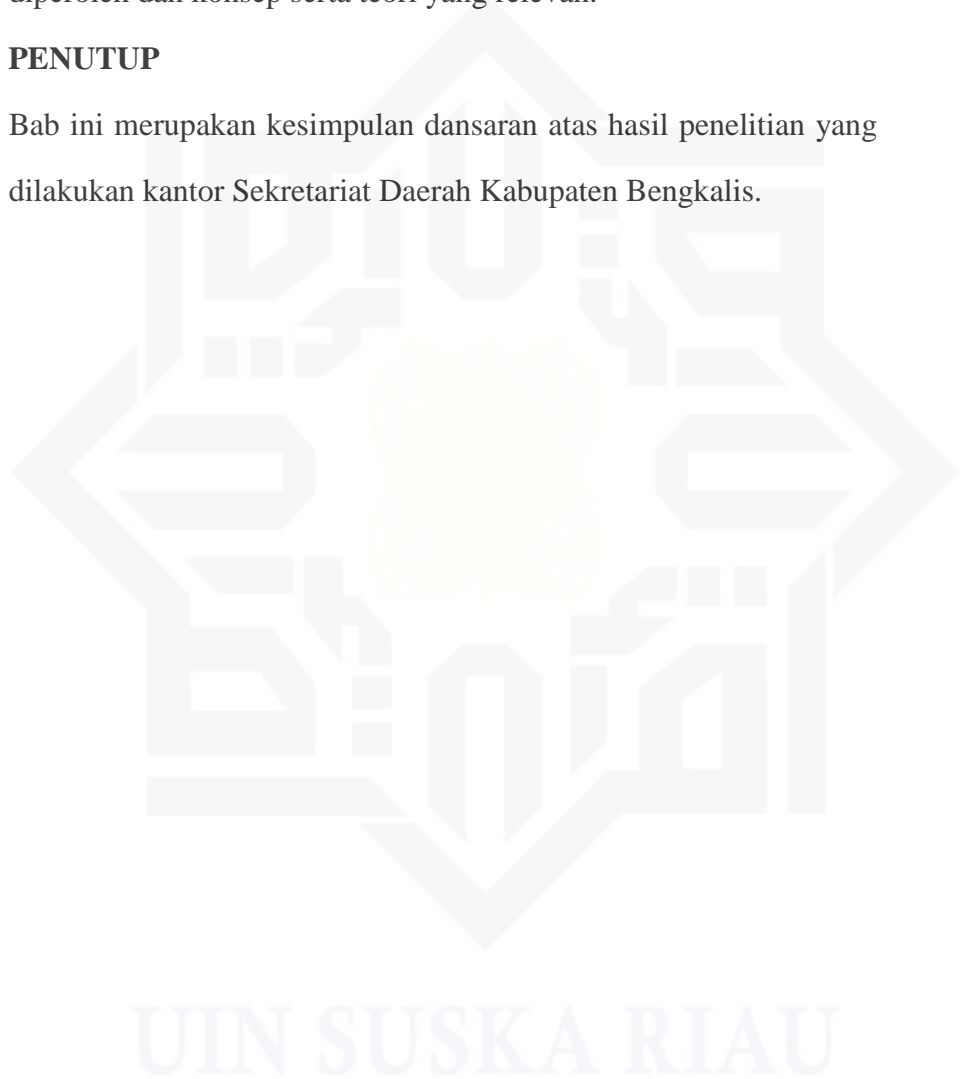 diperoleh dan konsep serta teori yang relevan.
PENUTUP
Bab ini merupakan kesimpulan dansaran atas hasil penelitian yang
dilakukan kantor Sekretariat Daerah Kabupaten Bengkalis.
UIN SUSKA RIAU